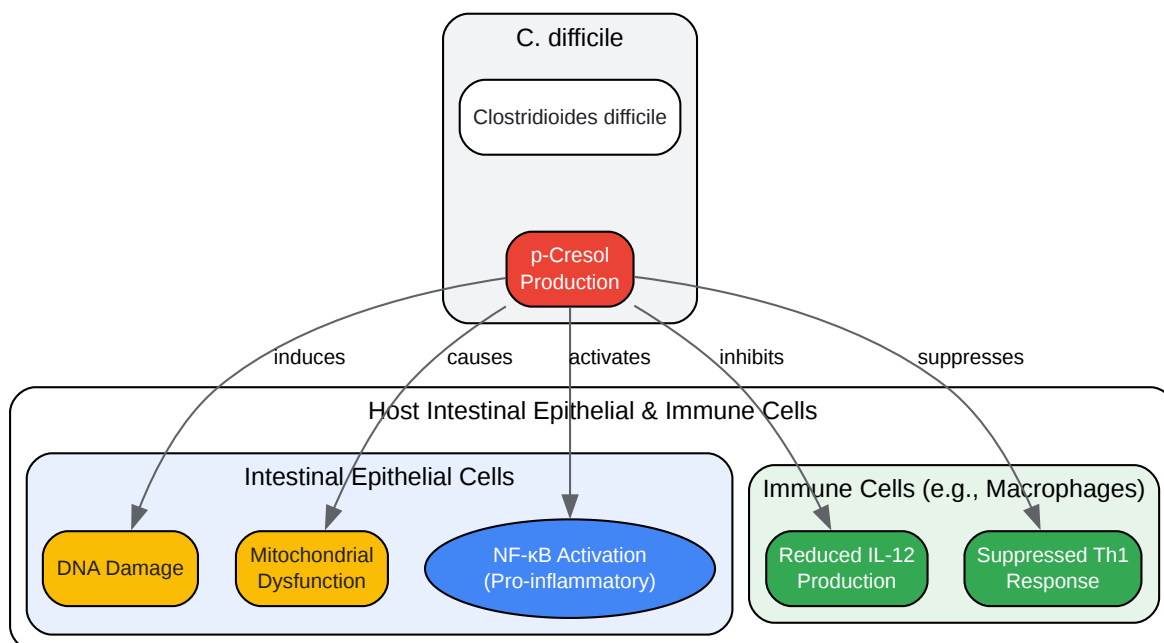 C. difficile
Clostridioides difficile
p-Cresol
Production
induces
causes
activates
inhibits
suppresses
Host Intestinal Epithelial & Immune Cells
Intestinal Epithelial Cells
Immune Cells (e.g., Macrophages)
DNA Damage
Mitochondrial
Dysfunction
NF-κB Activation
(Pro-inflammatory)
Reduced IL-12
Production
Suppressed Th1
Response